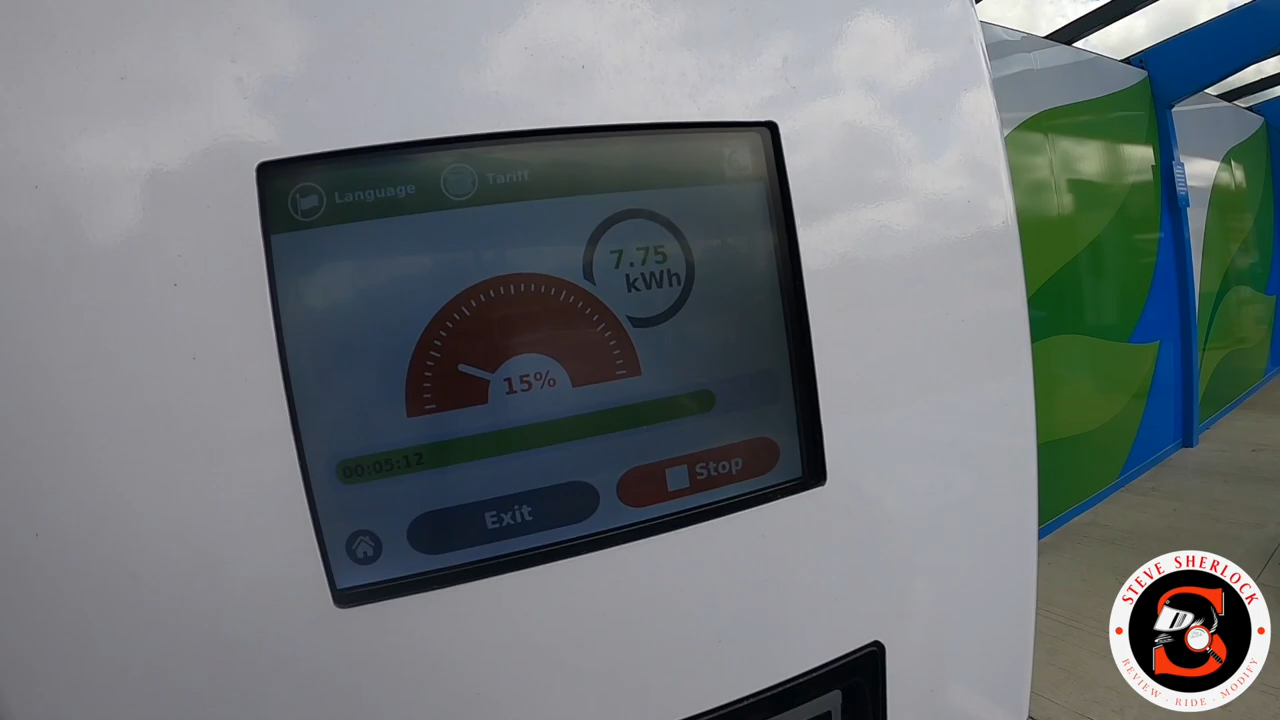 Language
Tariff
7.75
kWh
15%
00:05:12
Exit
Stop
STEVE SHERLOCK
REVIEW - RIDE - MODIFY